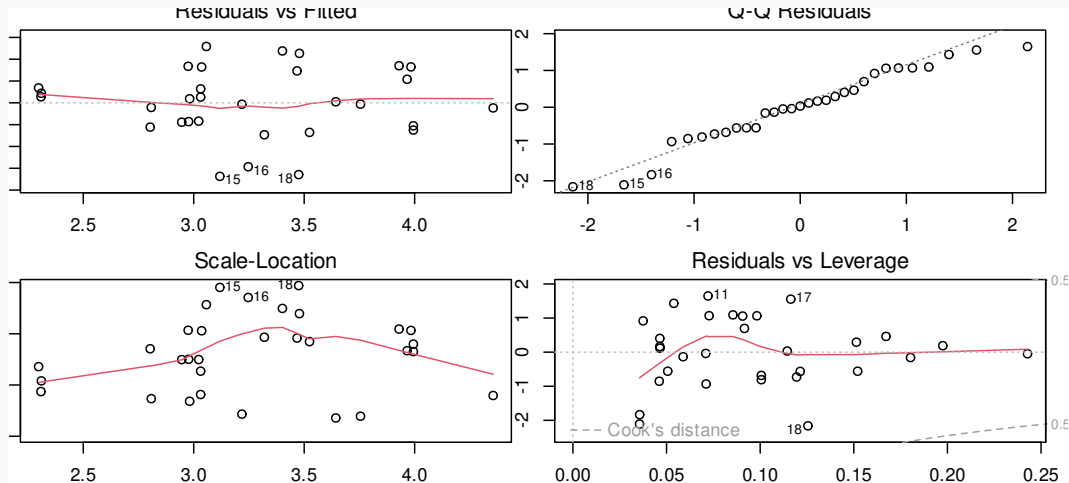 Residuals vs Fitted
15
16
18
2.5 3.0 3.5 4.0
Q-Q Residuals
2
1
0
-1
-2
18
15
16
-2 -1 0 1 2
Scale-Location
15
16
18
2.5 3.0 3.5 4.0
Residuals vs Leverage
2
1
0
-1
-2
11
17
18
Cook's distance
0.5
0.5
0.00 0.05 0.10 0.15 0.20 0.25